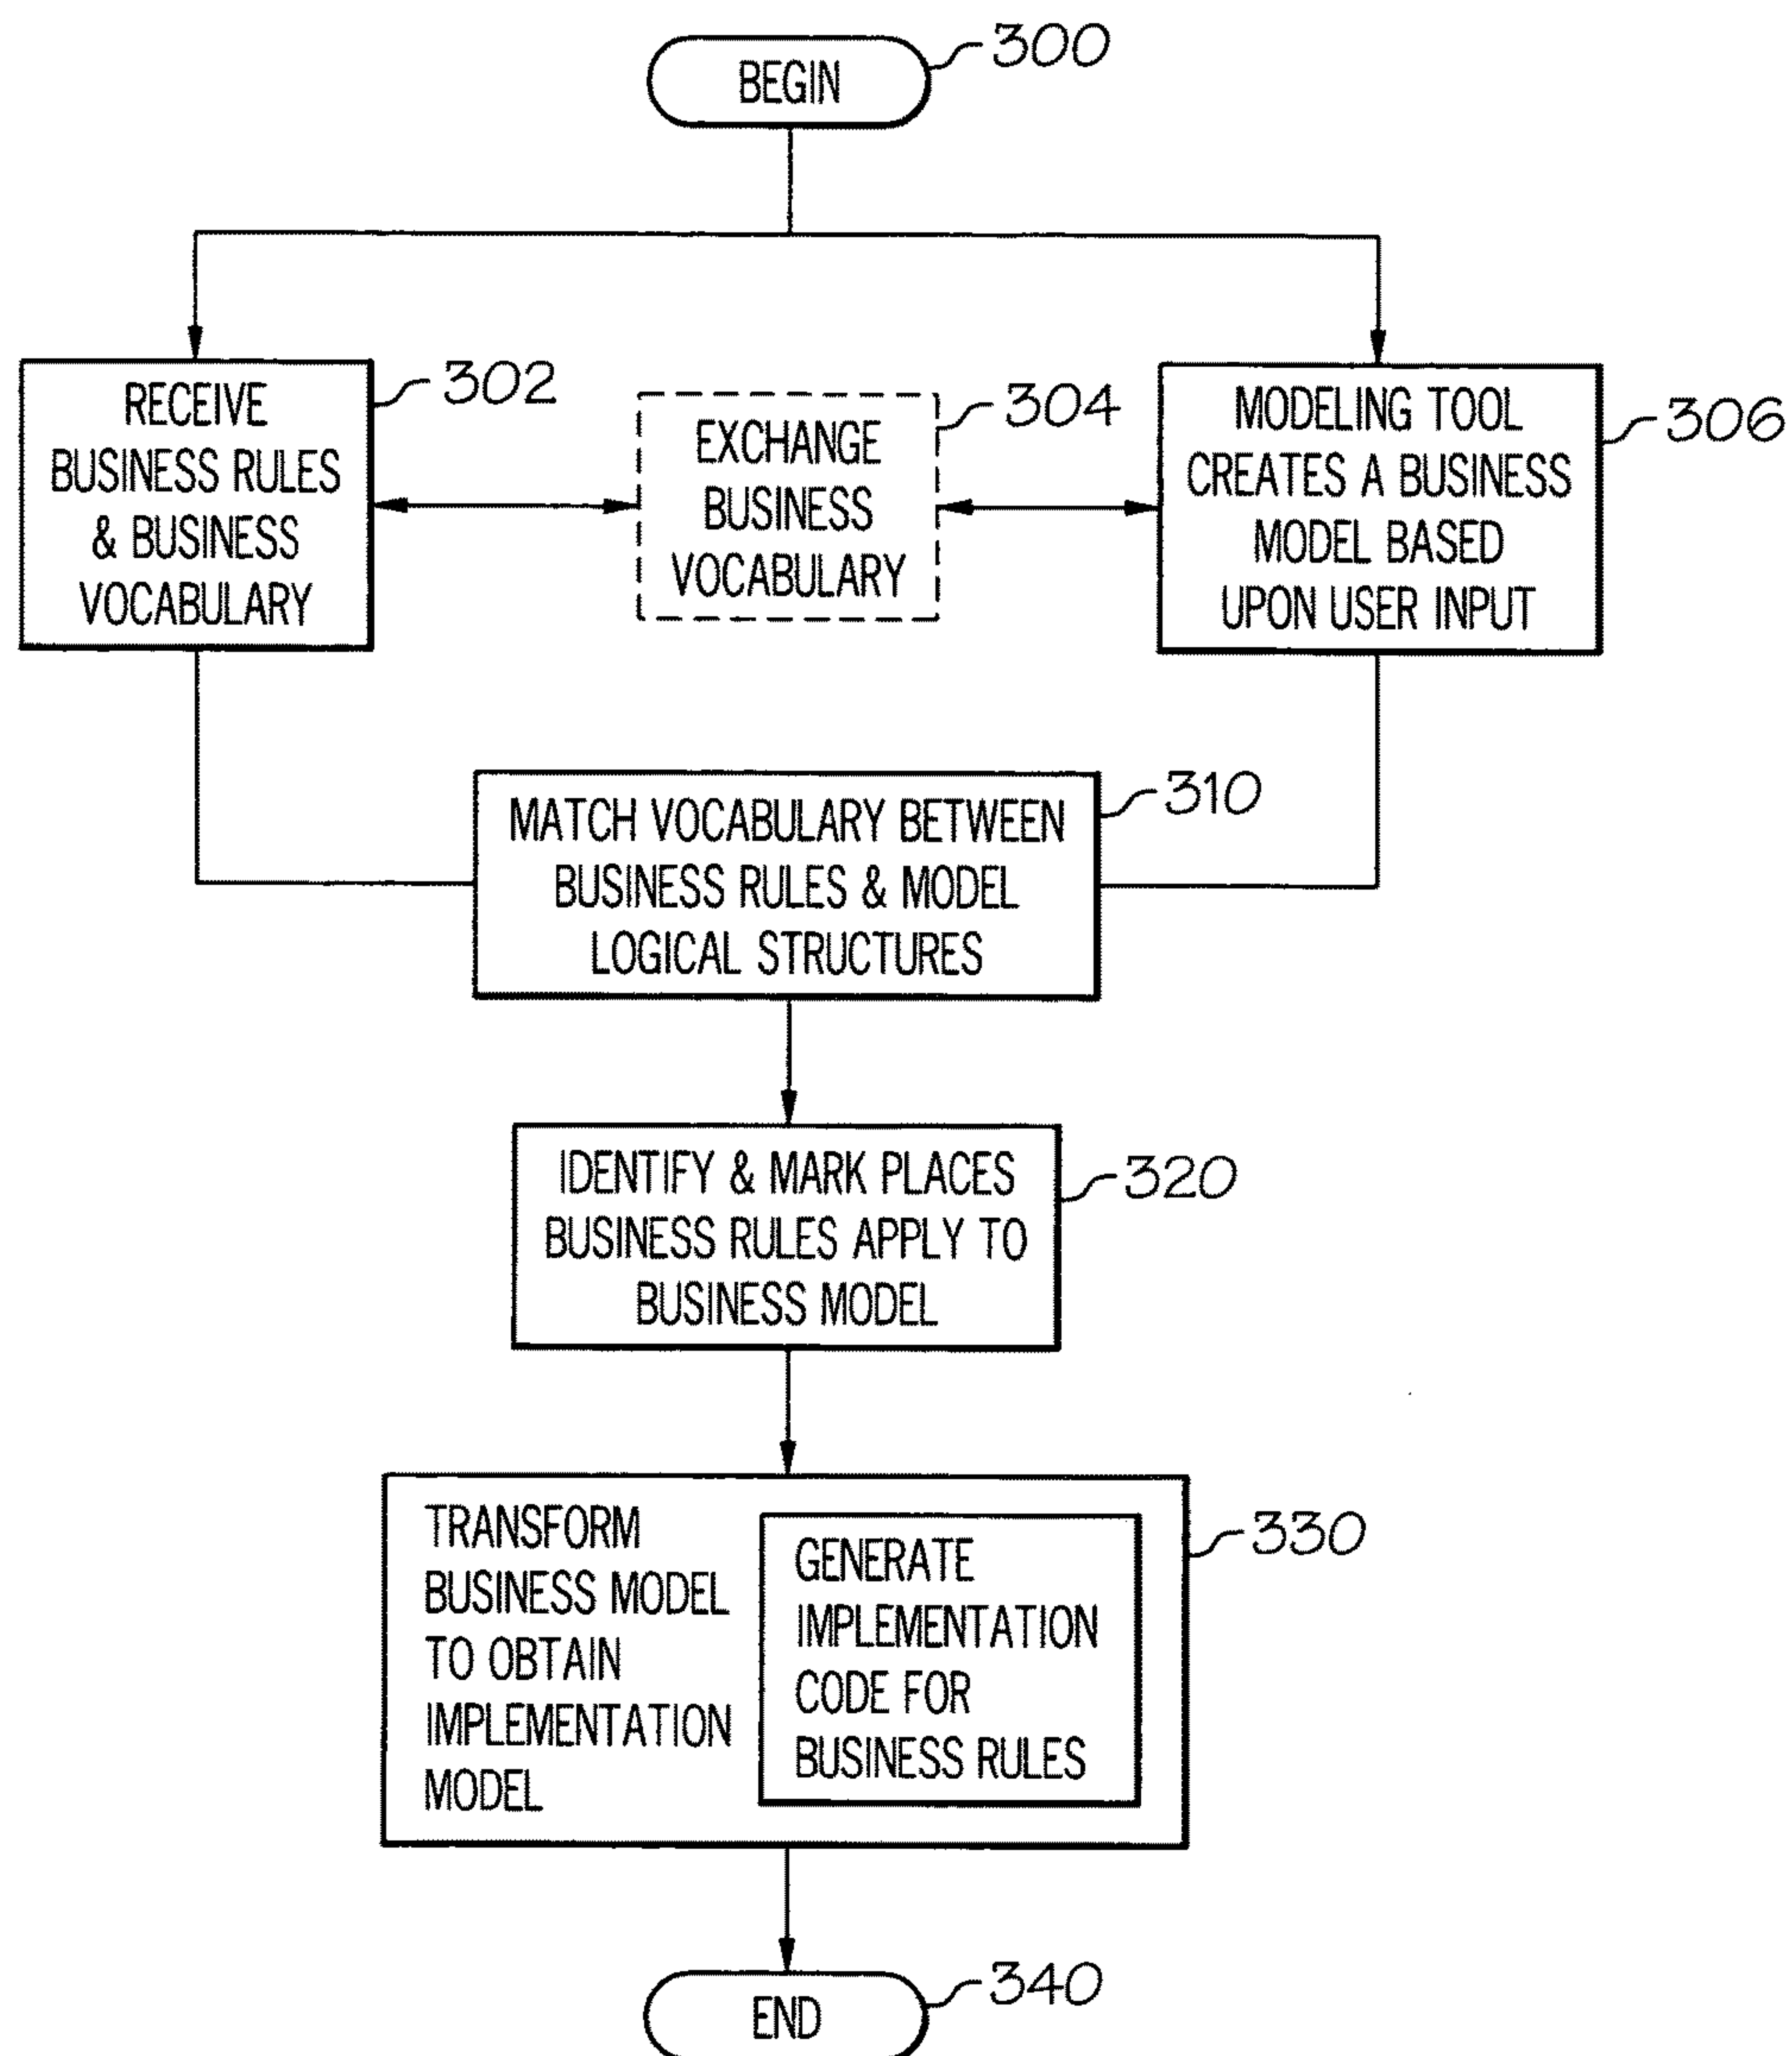 BEGIN
300
RECEIVE
BUSINESS RULES
& BUSINESS
VOCABULARY
302
EXCHANGE
BUSINESS
VOCABULARY
304
MODELING TOOL
CREATES A BUSINESS
MODEL BASED
UPON USER INPUT
306
MATCH VOCABULARY BETWEEN
BUSINESS RULES & MODEL
LOGICAL STRUCTURES
310
IDENTIFY & MARK PLACES
BUSINESS RULES APPLY TO
BUSINESS MODEL
320
TRANSFORM
BUSINESS MODEL
TO OBTAIN
IMPLEMENTATION
MODEL
GENERATE
IMPLEMENTATION
CODE FOR
BUSINESS RULES
330
END
340